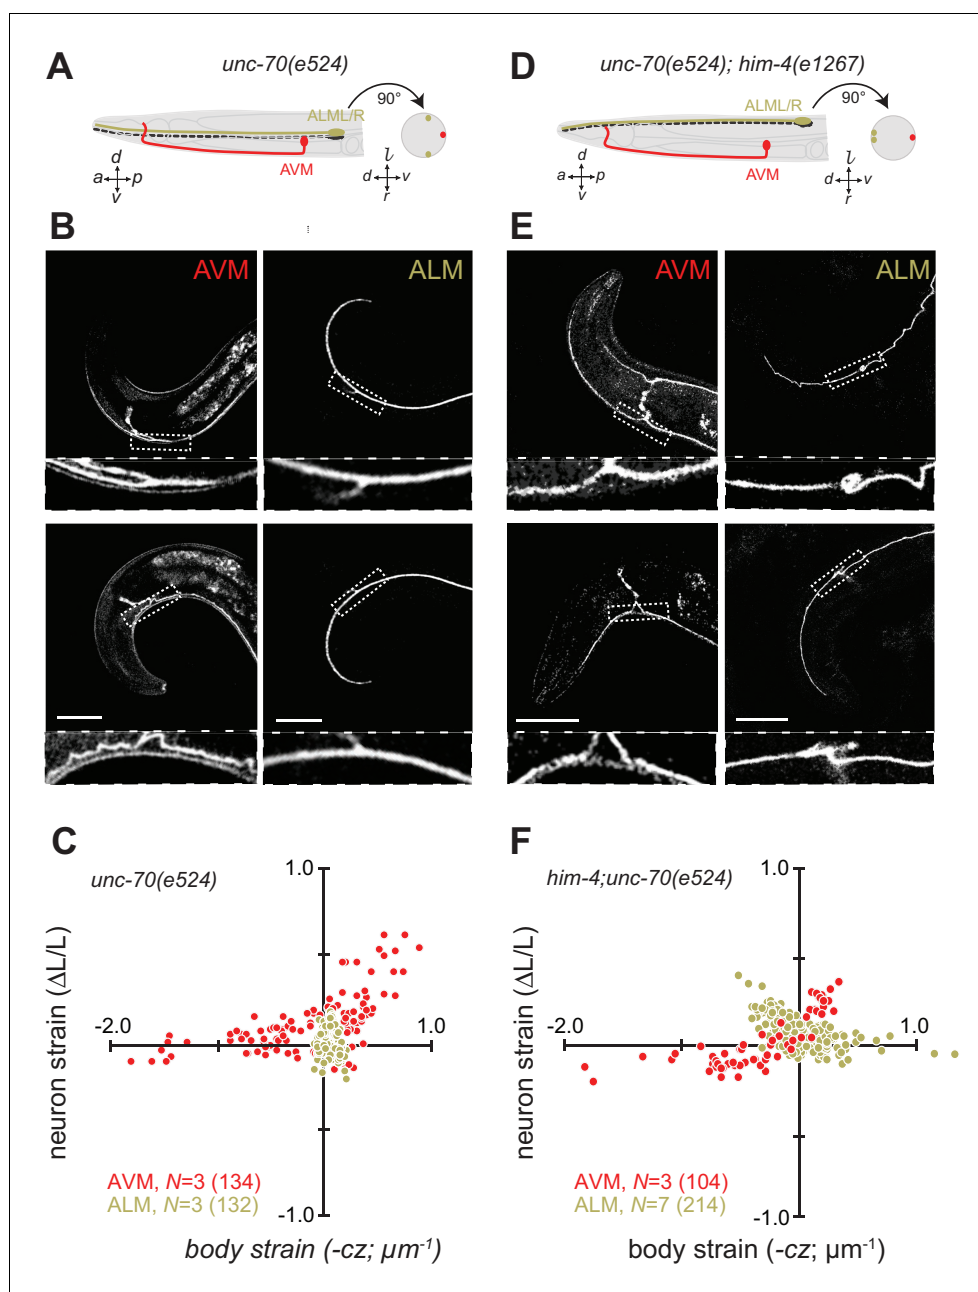 A
unc-70(e524)
ALML/R
90°
AVM
d
a
p
v
l
d
v
r
D
unc-70(e524); him-4(e1267)
ALML/R
90°
AVM
d
a
p
v
l
d
v
r
B
AVM
ALM
E
AVM
ALM
C
unc-70(e524)
1.0
-2.0
1.0
-1.0
neuron strain (ΔL/L)
AVM, N=3 (134)
ALM, N=3 (132)
body strain (-cz; µm⁻¹)
F
him-4;unc-70(e524)
1.0
-2.0
1.0
-1.0
neuron strain (ΔL/L)
AVM, N=3 (104)
ALM, N=7 (214)
body strain (-cz; µm⁻¹)